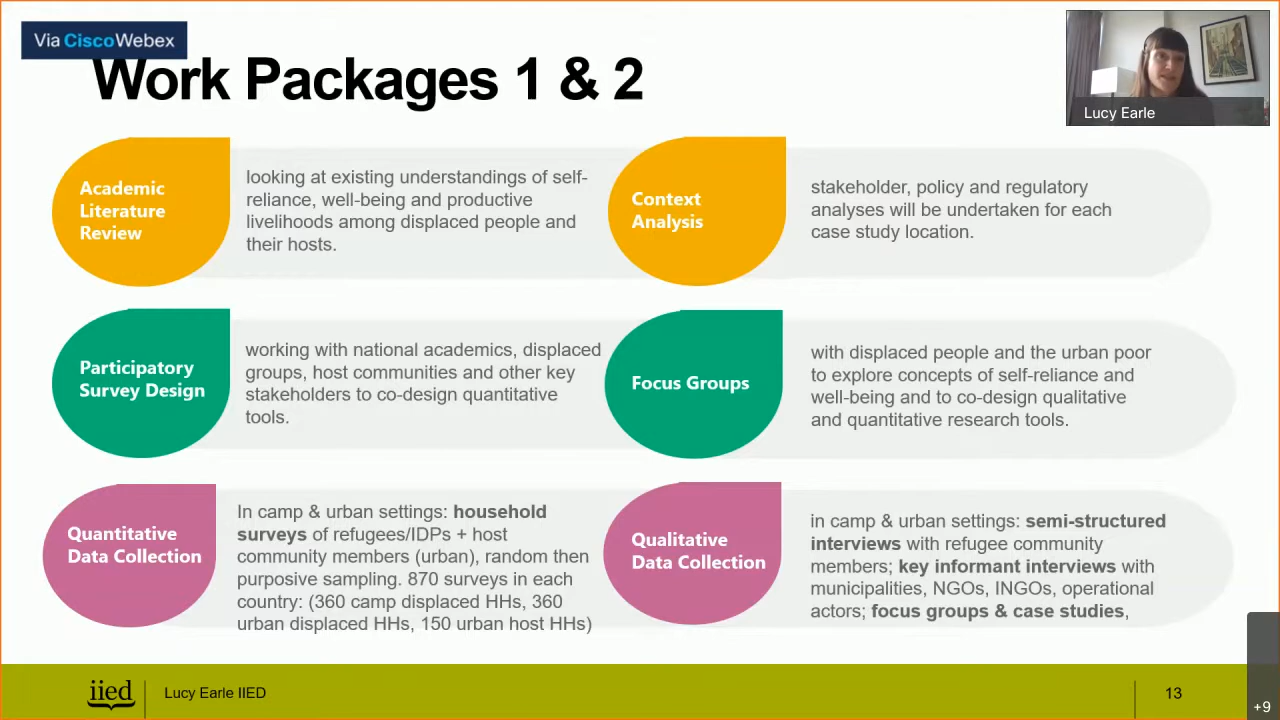 Via CiscoWebex
Work Packages 1 & 2
Lucy Earle
Academic
Literature
Review
looking at existing understandings of self-
reliance, well-being and productive
livelihoods among displaced people and
their hosts.
Context
Analysis
stakeholder, policy and regulatory
analyses will be undertaken for each
case study location.
Participatory
Survey Design
working with national academics, displaced
groups, host communities and other key
stakeholders to co-design quantitative
tools.
Focus Groups
with displaced people and the urban poor
to explore concepts of self-reliance and
well-being and to co-design qualitative
and quantitative research tools.
Quantitative
Data Collection
In camp & urban settings: household
surveys of refugees/IDPs + host
community members (urban), random then
purposive sampling. 870 surveys in each
country: (360 camp displaced HHs, 360
urban displaced HHs, 150 urban host HHs)
Qualitative
Data Collection
in camp & urban settings: semi-structured
interviews with refugee community
members; key informant interviews with
municipalities, NGOs, INGOs, operational
actors; focus groups & case studies,
iied
Lucy Earle IIED
13
+9